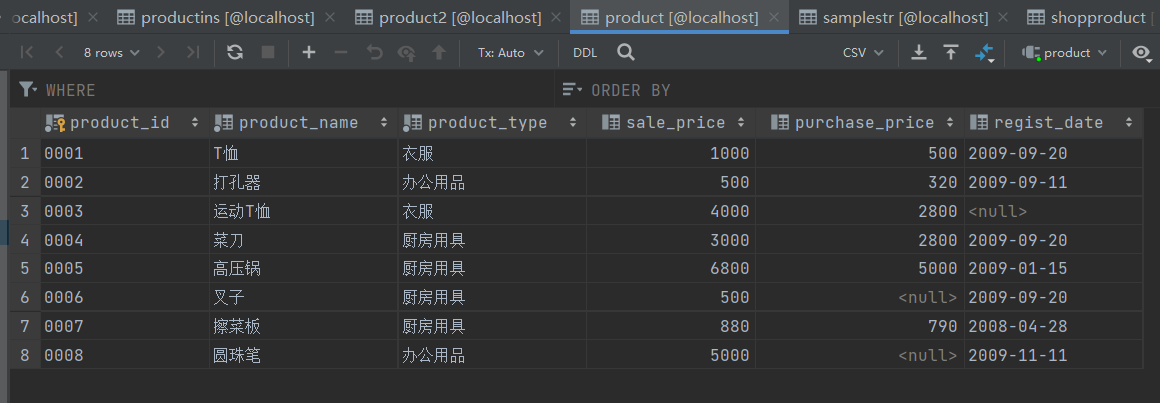 ocalhost] productins [@localhost] product2 [@localhost] product [@localhost] samplestr [@localhost] shopproduct [
8 rows Tx: Auto DDL CSV product
WHERE ORDER BY
product_id product_name product_type sale_price purchase_price regist_date
1 0001 T恤 衣服 1000 500 2009-09-20
2 0002 打孔器 办公用品 500 320 2009-09-11
3 0003 运动T恤 衣服 4000 2800 <null>
4 0004 菜刀 厨房用具 3000 2800 2009-09-20
5 0005 高压锅 厨房用具 6800 5000 2009-01-15
6 0006 叉子 厨房用具 500 <null> 2009-09-20
7 0007 擦菜板 厨房用具 880 790 2008-04-28
8 0008 圆珠笔 办公用品 5000 <null> 2009-11-11